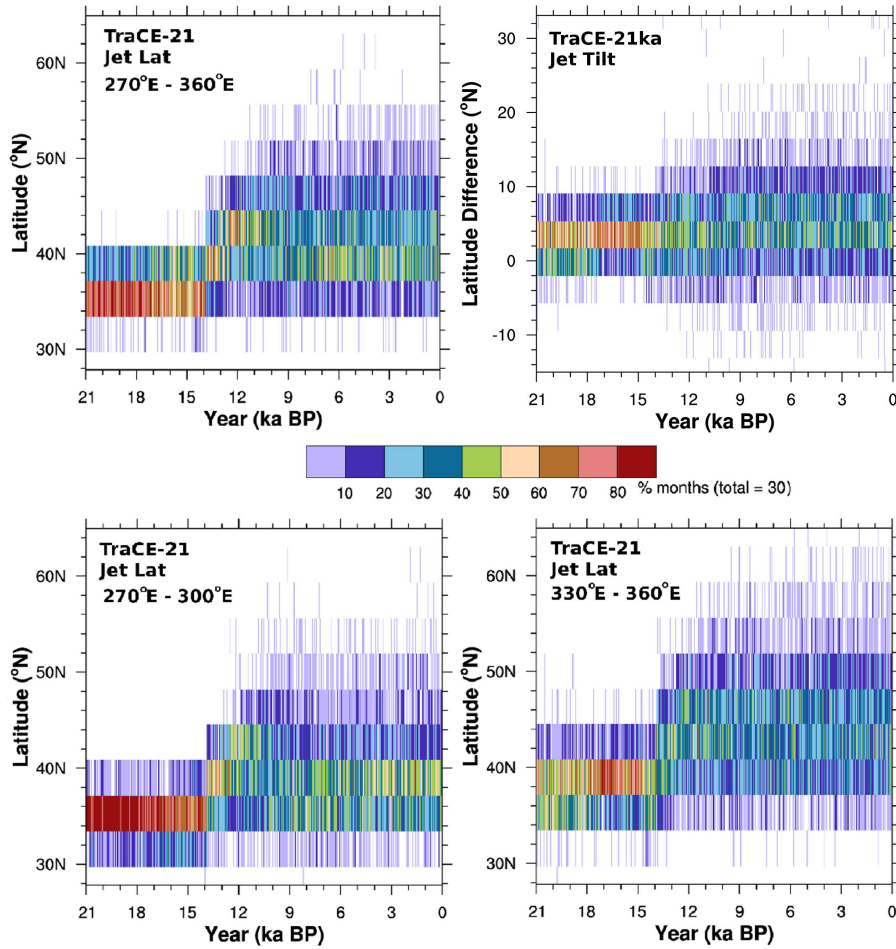 TraCE-21
Jet Lat
270°E - 360°E
Latitude (°N)
60N
50N
40N
30N
21 18 15 12 9 6 3 0
Year (ka BP)
TraCE-21ka
Jet Tilt
Latitude Difference (°N)
30
20
10
0
-10
21 18 15 12 9 6 3 0
Year (ka BP)
10 20 30 40 50 60 70 80 % months (total = 30)
TraCE-21
Jet Lat
270°E - 300°E
Latitude (°N)
60N
50N
40N
30N
21 18 15 12 9 6 3 0
Year (ka BP)
TraCE-21
Jet Lat
330°E - 360°E
Latitude (°N)
60N
50N
40N
30N
21 18 15 12 9 6 3 0
Year (ka BP)